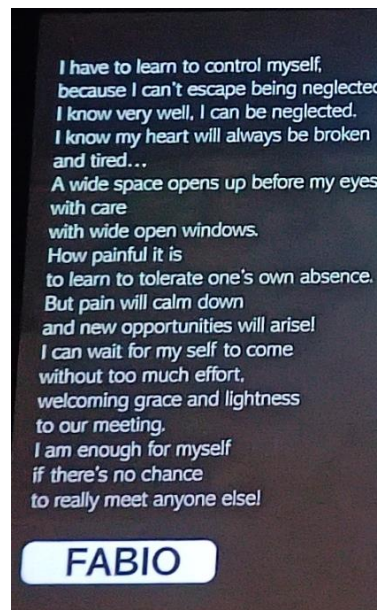 I have to learn to control myself,
because I can't escape being neglected
I know very well, I can be neglected.
I know my heart will always be broken
and tired...
A wide space opens up before my eyes
with care
with wide open windows.
How painful it is
to learn to tolerate one's own absence.
But pain will calm down
and new opportunities will arise!
I can wait for my self to come
without too much effort,
welcoming grace and lightness
to our meeting.
I am enough for myself
if there's no chance
to really meet anyone else!
FABIO